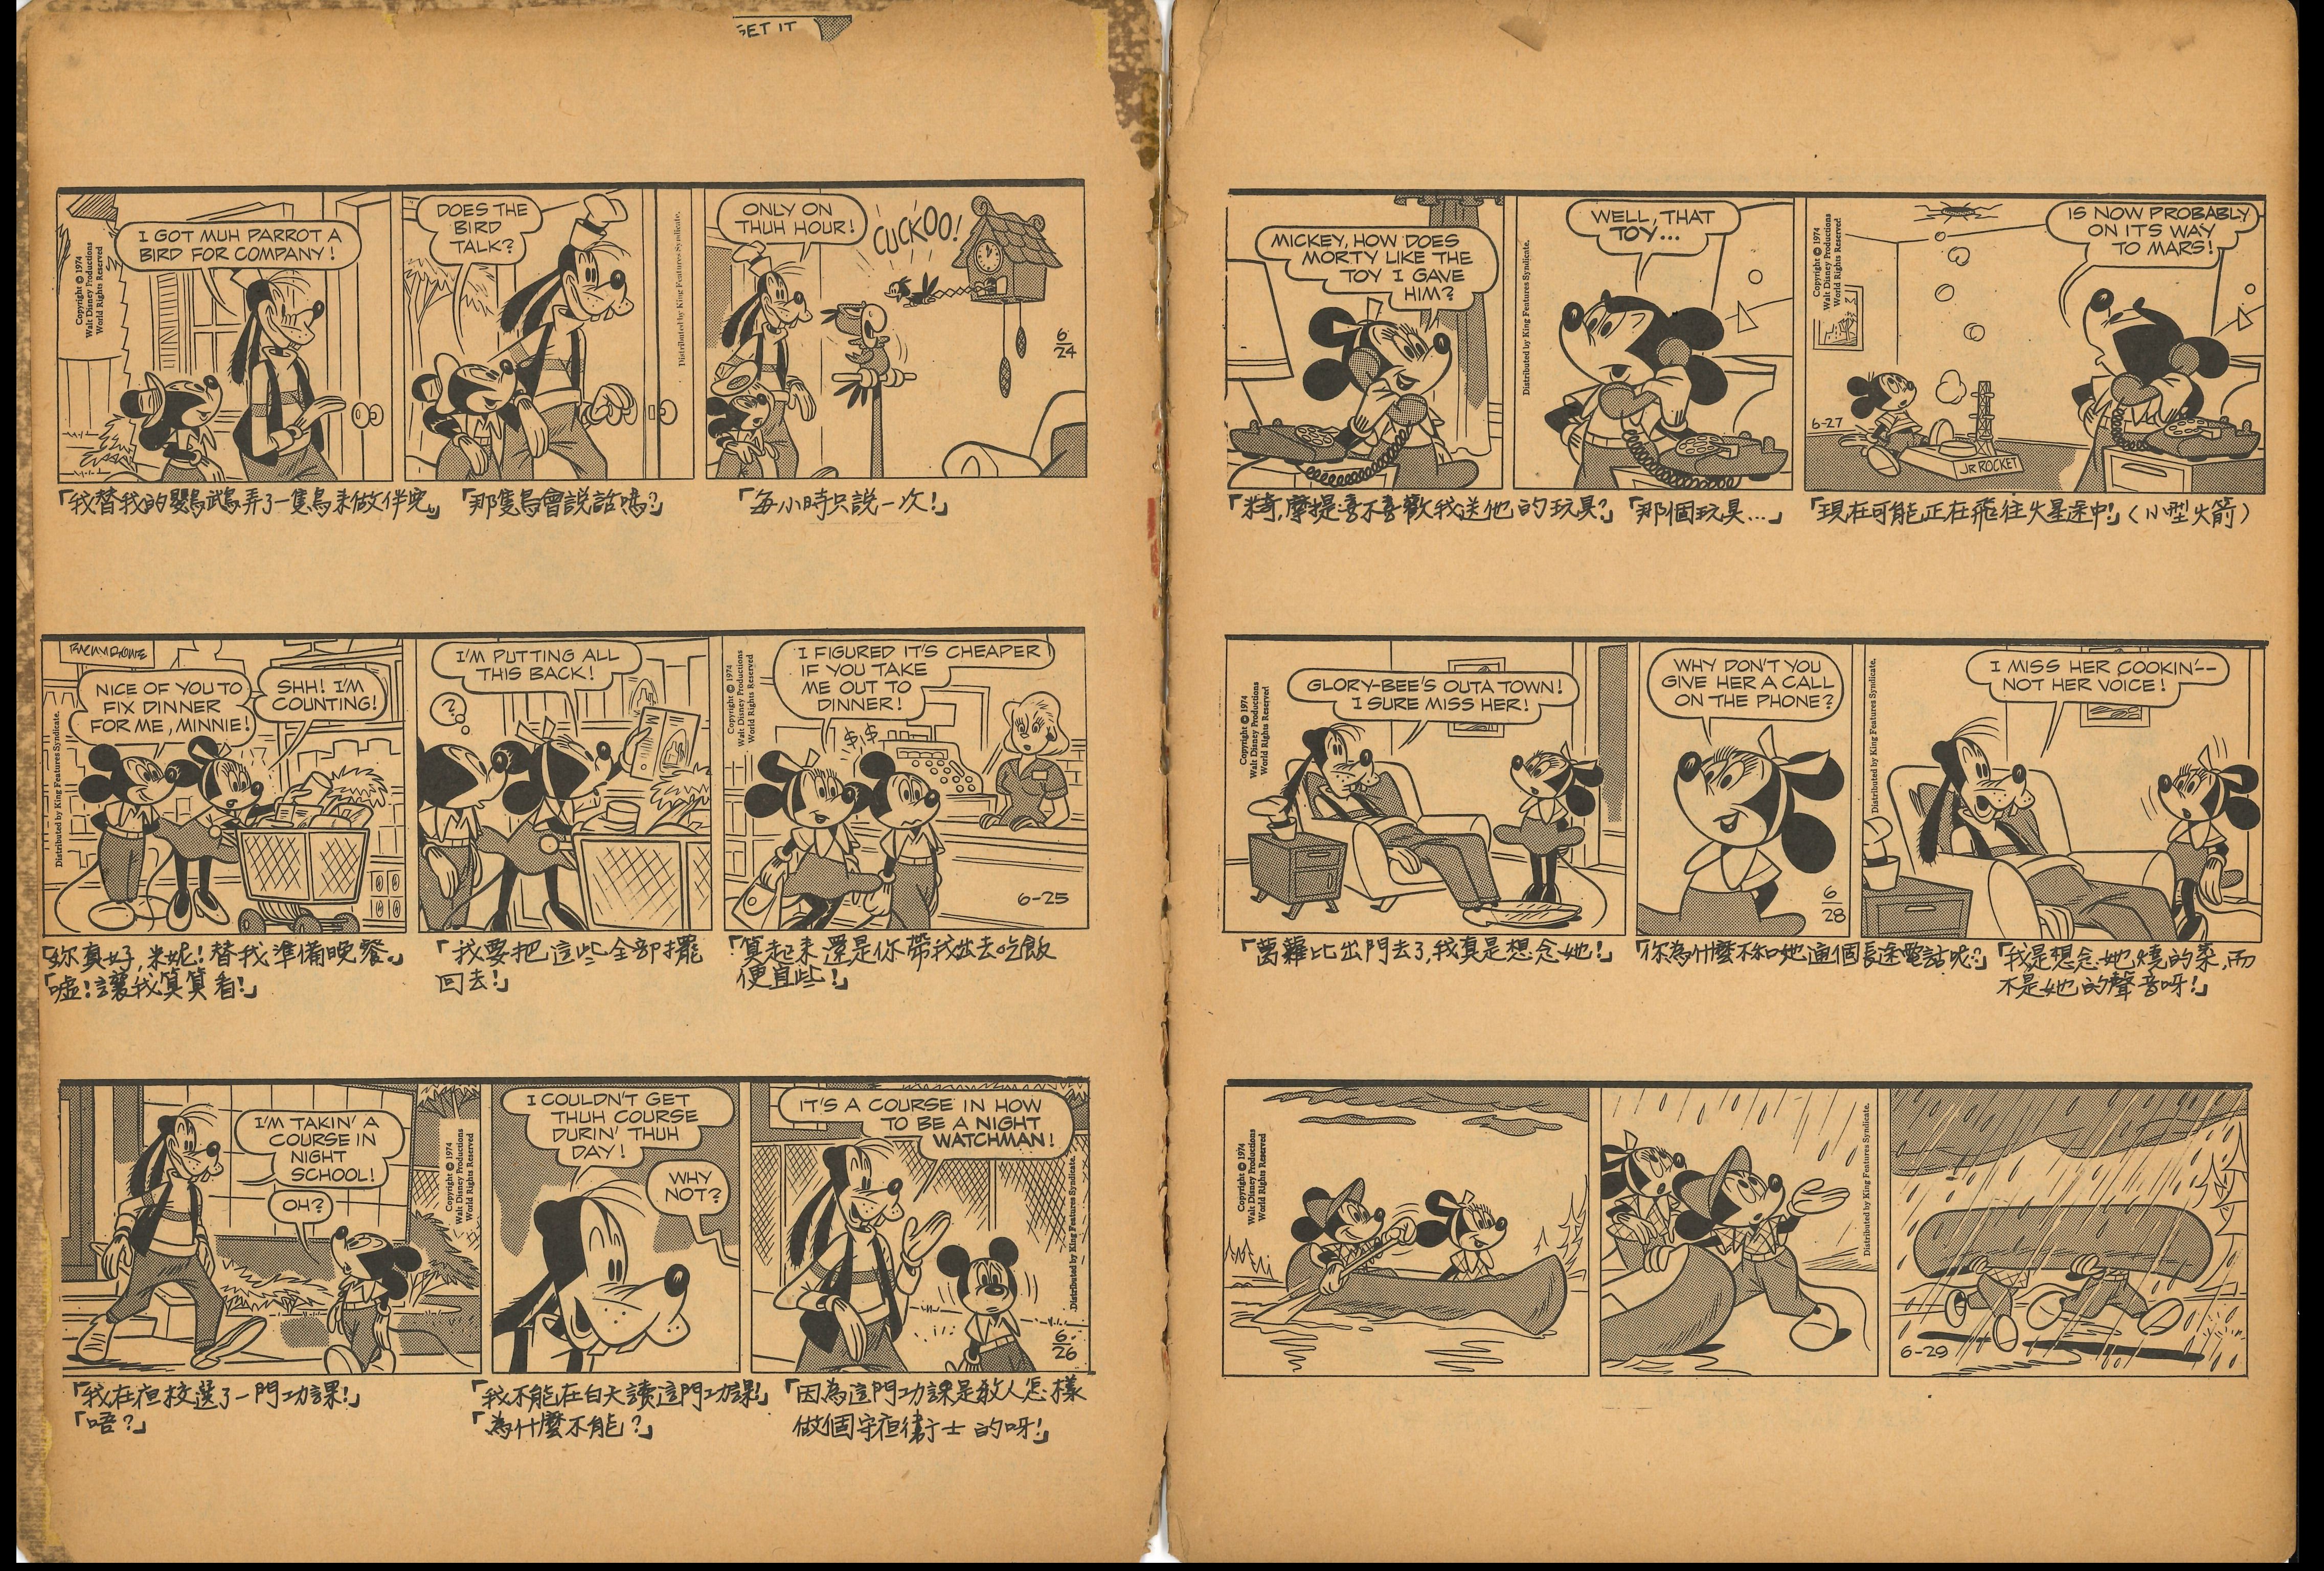 GET IT
I GOT MUH PARROT A
BIRD FOR COMPANY!
Copyright © 1974
Walt Disney Productions
World Rights Reserved
DOES THE
BIRD
TALK?
Distributed by King Features Syndicate.
ONLY ON
THUH HOUR!
CUCKOO!
6
24
「我替我的鸚鳥鵡弄了一隻鳥來做伴兒。」
「那隻鳥會説話嗎?」
「每小時只説一次!」
NICE OF YOU TO
FIX DINNER
FOR ME, MINNIE!
SHH! I'M
COUNTING!
Distributed by King Features Syndicate.
I'M PUTTING ALL
THIS BACK!
?
Copyright © 1974
Walt Disney Productions
World Rights Reserved
I FIGURED IT'S CHEAPER
IF YOU TAKE
ME OUT TO
DINNER!
$.$
6-25
「妳真好,米妮!替我準備晚餐。」
「噓!讓我算算看!」
「我要把這些全部擺
回去!」
「算起來還是你帶我出去吃飯
便宜些!」
I'M TAKIN' A
COURSE IN
NIGHT
SCHOOL!
OH?
Copyright © 1974
Walt Disney Productions
World Rights Reserved
I COULDN'T GET
THUH COURSE
DURIN' THUH
DAY!
WHY
NOT?
IT'S A COURSE IN HOW
TO BE A NIGHT
WATCHMAN!
Distributed by King Features Syndicate.
6
26
「我在夜校選了一門功課!」
「唔?」
「我不能在白天讀這門功課!」
「為什麼不能?」
「因為這門功課是教人怎樣
做個守夜衛士的呀!」
MICKEY, HOW DOES
MORTY LIKE THE
TOY I GAVE
HIM?
Distributed by King Features Syndicate.
WELL, THAT
TOY...
Copyright © 1974
Walt Disney Productions
World Rights Reserved
IS NOW PROBABLY
ON ITS WAY
TO MARS!
6-27
JR ROCKET
「米奇,摩提喜不喜歡我送他的玩具?」
「那個玩具...」
「現在可能正在飛往火星途中!」(小型火箭)
Copyright © 1974
Walt Disney Productions
World Rights Reserved
GLORY-BEE'S OUTA TOWN!
I SURE MISS HER!
WHY DON'T YOU
GIVE HER A CALL
ON THE PHONE?
6
28
Distributed by King Features Syndicate.
I MISS HER COOKIN'--
NOT HER VOICE!
「葛蘿比出門去了,我真是想念她!」
「你為什麼不和她通個長途電話呢?」
「我是想念她燒的菜,而
不是她的聲音呀!」
Copyright © 1974
Walt Disney Productions
World Rights Reserved
Distributed by King Features Syndicate.
6-29